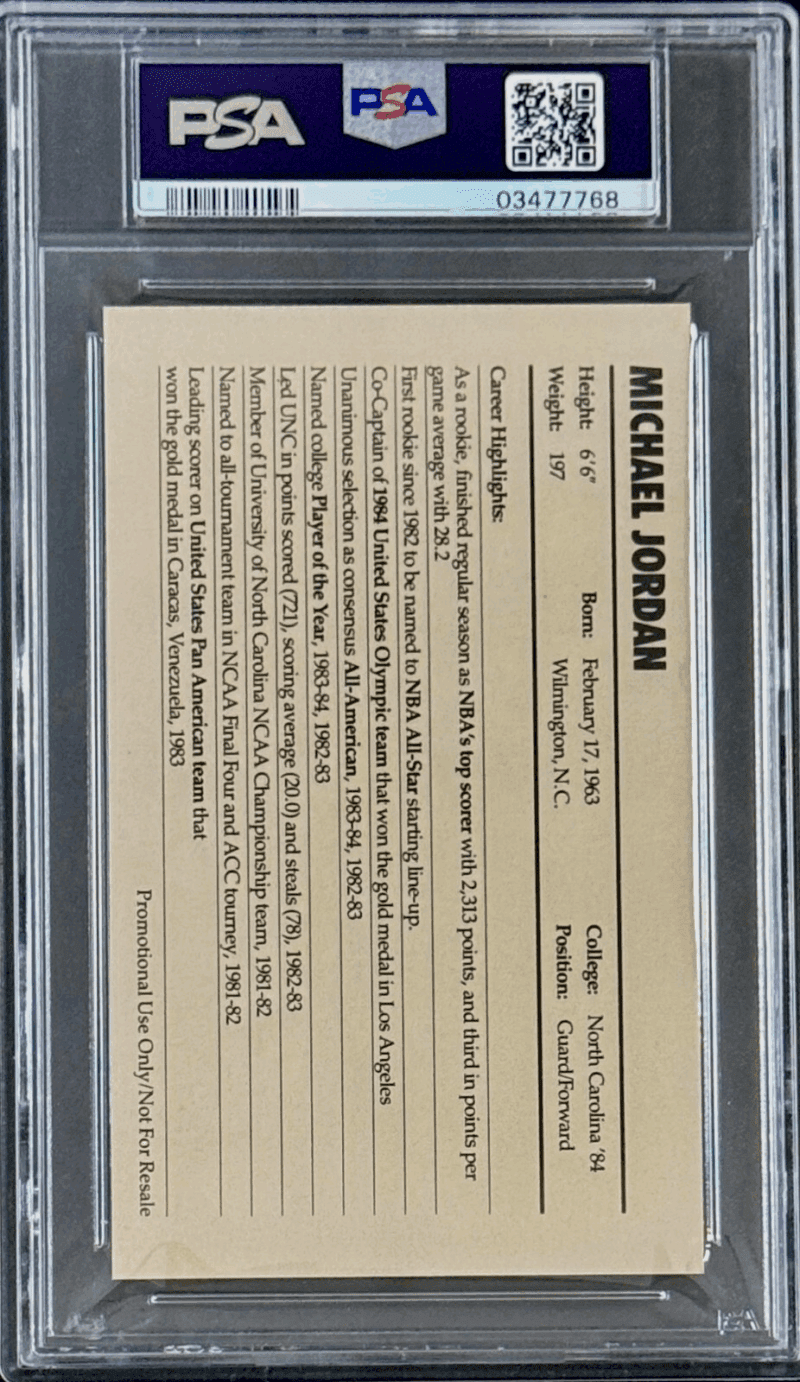 PSA
PSA
03477768
MICHAEL JORDAN
Height: 6'6" Born: February 17, 1963 College: North Carolina '84
Weight: 197 Wilmington, N.C. Position: Guard/Forward
Career Highlights:
As a rookie, finished regular season as NBA's top scorer with 2,313 points, and third in points per
game average with 28.2
First rookie since 1982 to be named to NBA All-Star starting line-up.
Co-Captain of 1984 United States Olympic team that won the gold medal in Los Angeles
Unanimous selection as consensus All-American, 1983-84, 1982-83
Named college Player of the Year, 1983-84, 1982-83
Led UNC in points scored (721), scoring average (20.0) and steals (78), 1982-83
Member of University of North Carolina NCAA Championship team, 1981-82
Named to all-tournament team in NCAA Final Four and ACC tourney, 1981-82
Leading scorer on United States Pan American team that
won the gold medal in Caracas, Venezuela, 1983
Promotional Use Only/Not For Resale
PSA